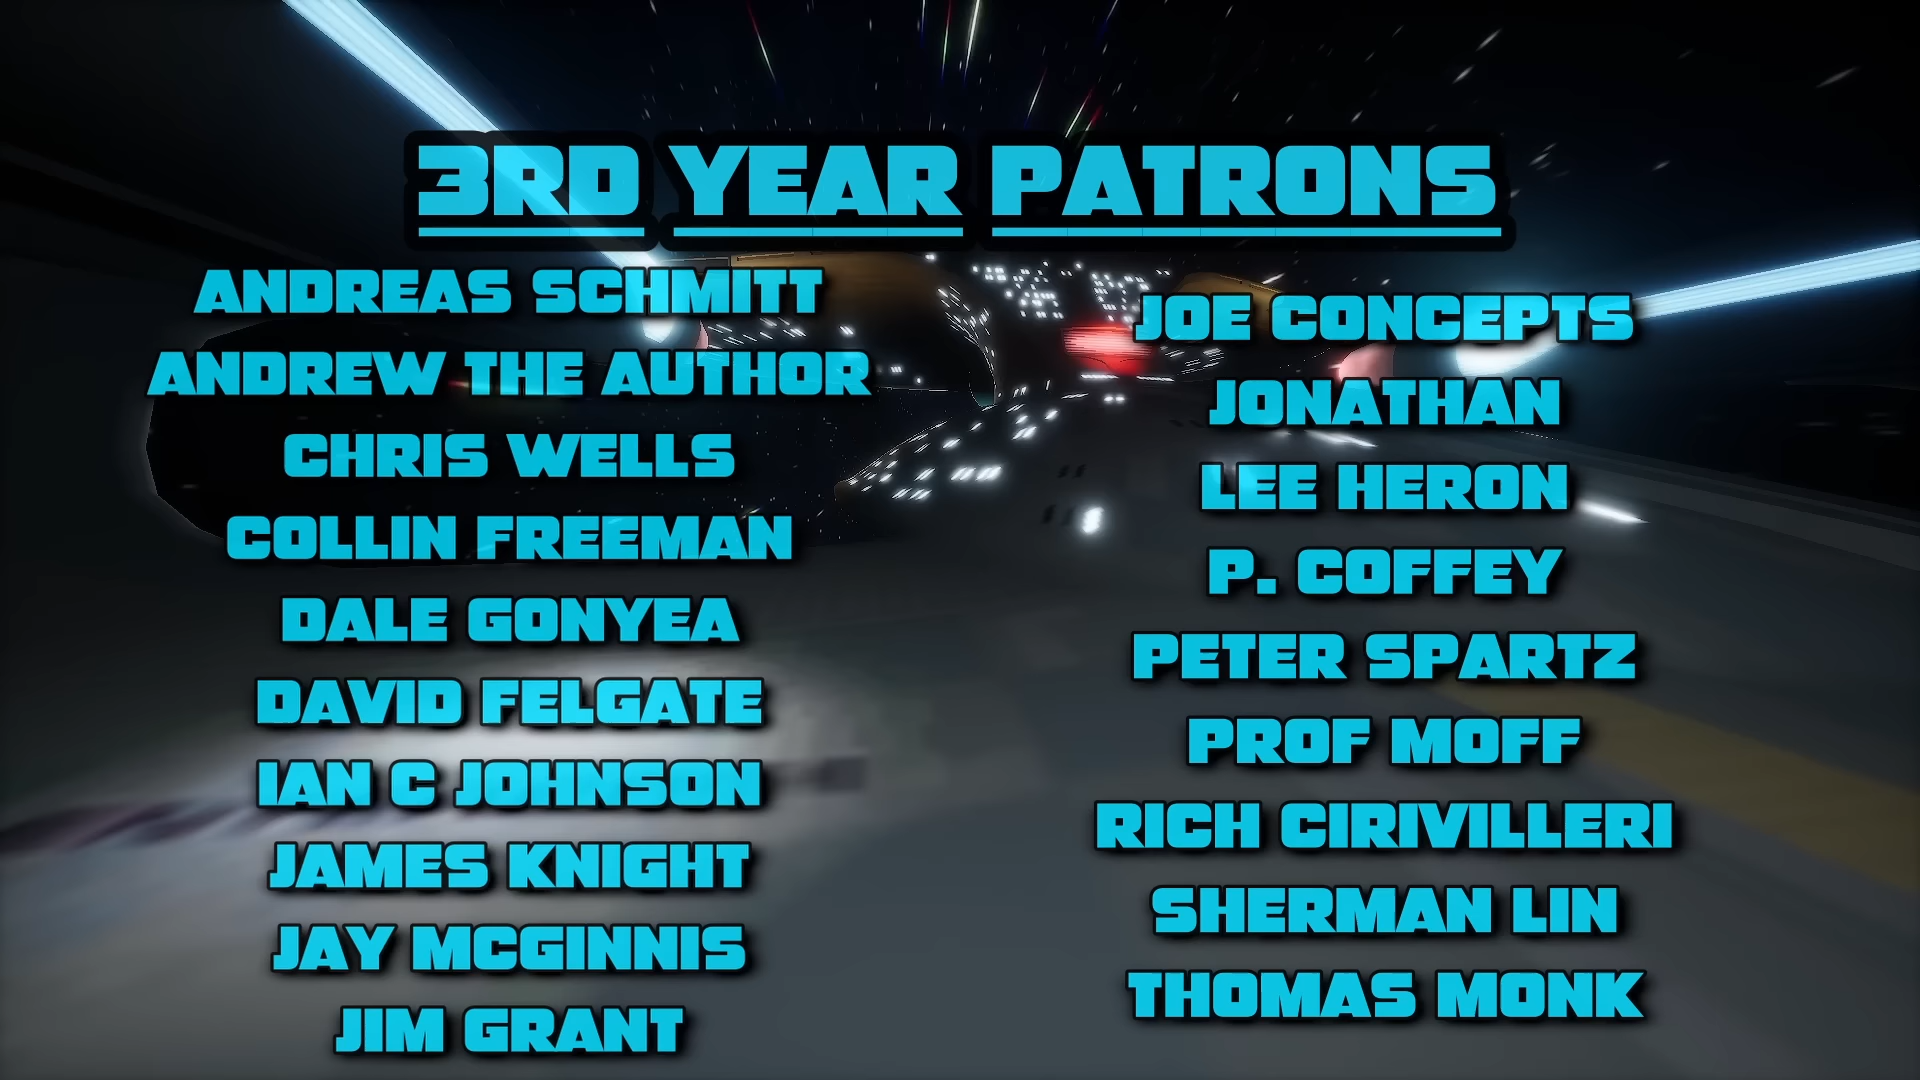 3RD YEAR PATRONS
ANDREAS SCHMITT
ANDREW THE AUTHOR
CHRIS WELLS
COLLIN FREEMAN
DALE GONYEA
DAVID FELGATE
IAN C JOHNSON
JAMES KNIGHT
JAY MCGINNIS
JIM GRANT
JOE CONCEPTS
JONATHAN
LEE HERON
P. COFFEY
PETER SPARTZ
PROF MOFF
RICH CIRIVILLERI
SHERMAN LIN
THOMAS MONK